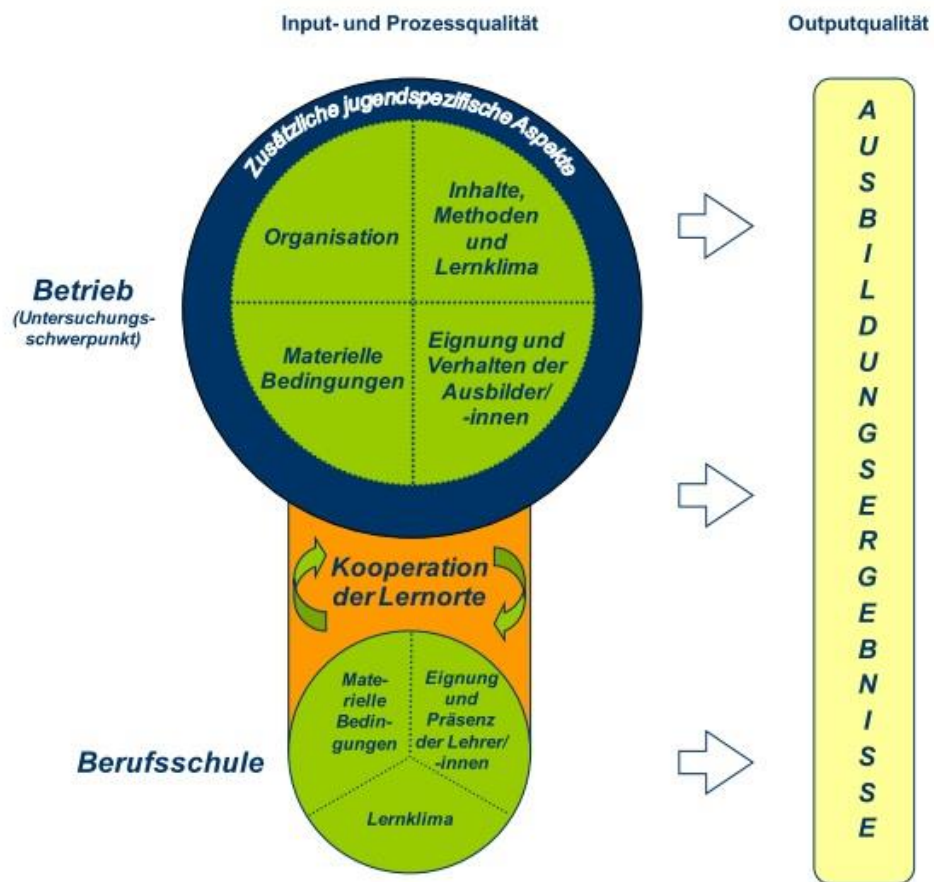 Input- und Prozessqualität
Outputqualität
Zusätzliche jugendspezifische Aspekte
Organisation
Inhalte,
Methoden
und
Lernklima
Betrieb
(Untersuchungs-
schwerpunkt)
Materielle
Bedingungen
Eignung und
Verhalten der
Ausbilder/
-innen
Kooperation
der Lernorte
Berufsschule
Mate-
rielle
Bedin-
gungen
Eignung
und
Präsenz
der Lehrer/
-innen
Lernklima
A
U
S
B
I
L
D
U
N
G
S
E
R
G
E
B
N
I
S
S
E